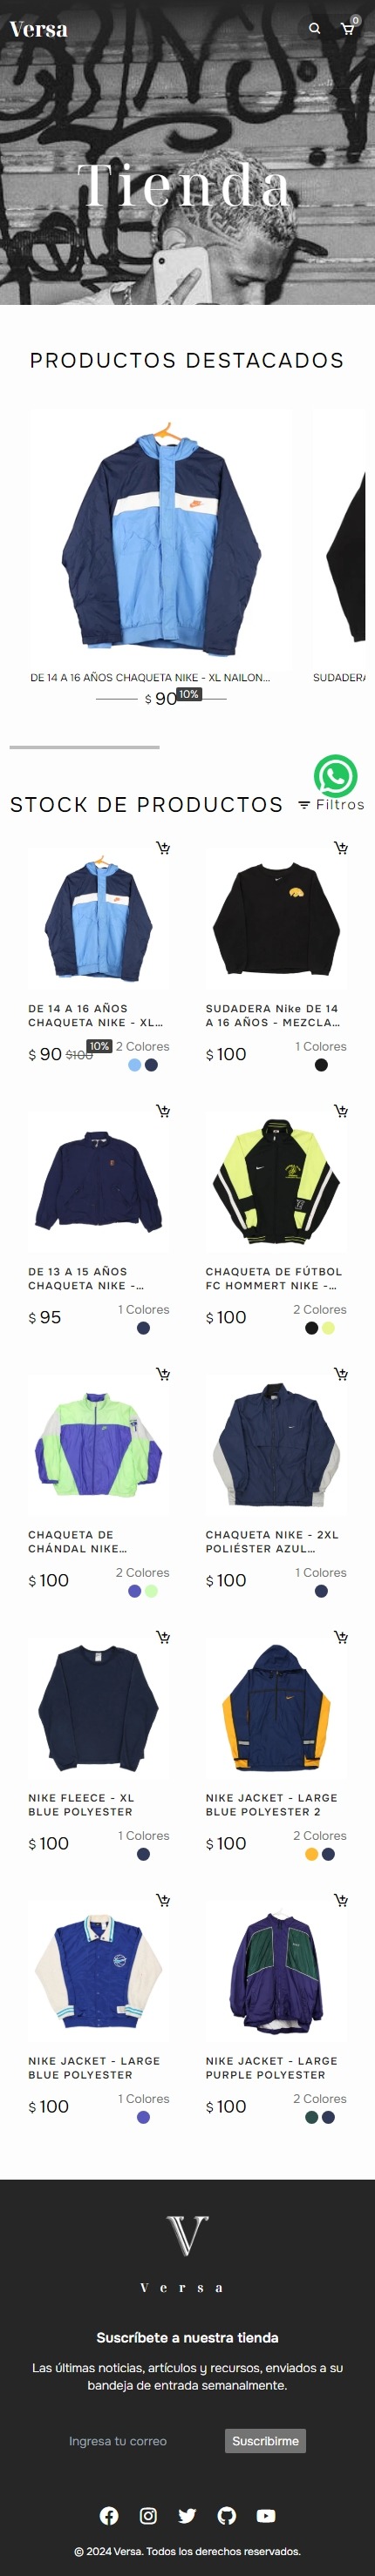 Versa
0
Tienda
PRODUCTOS DESTACADOS
DE 14 A 16 AÑOS CHAQUETA NIKE - XL NAILON...
SUDADERA
$ 90 10%
STOCK DE PRODUCTOS
Filtros
DE 14 A 16 AÑOS
CHAQUETA NIKE - XL...
$ 90 $100 10% 2 Colores
SUDADERA Nike DE 14
A 16 AÑOS - MEZCLA...
$ 100 1 Colores
DE 13 A 15 AÑOS
CHAQUETA NIKE -...
$ 95 1 Colores
CHAQUETA DE FÚTBOL
FC HOMMERT NIKE -...
$ 100 2 Colores
CHAQUETA DE
CHÁNDAL NIKE...
$ 100 2 Colores
CHAQUETA NIKE - 2XL
POLIÉSTER AZUL...
$ 100 1 Colores
NIKE FLEECE - XL
BLUE POLYESTER
$ 100 1 Colores
NIKE JACKET - LARGE
BLUE POLYESTER 2
$ 100 2 Colores
NIKE JACKET - LARGE
BLUE POLYESTER
$ 100 1 Colores
NIKE JACKET - LARGE
PURPLE POLYESTER
$ 100 2 Colores
V
Versa
Suscríbete a nuestra tienda
Las últimas noticias, artículos y recursos, enviados a su
bandeja de entrada semanalmente.
Ingresa tu correo
Suscribirme
© 2024 Versa. Todos los derechos reservados.